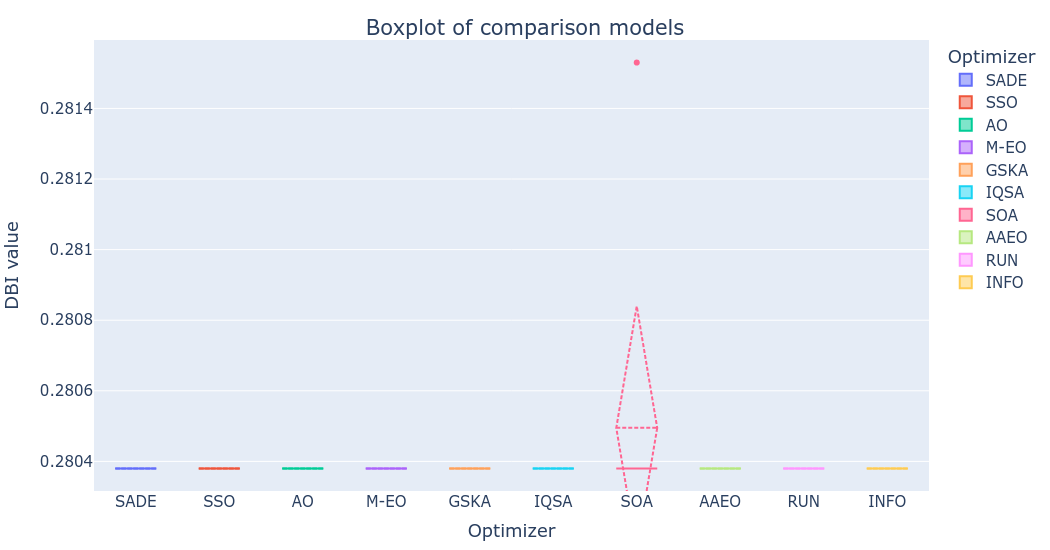 Boxplot of comparison models
Optimizer
SADE
SSO
AO
M-EO
GSKA
IQSA
SOA
AAEO
RUN
INFO
DBI value
0.2814
0.2812
0.281
0.2808
0.2806
0.2804
SADE SSO AO M-EO GSKA IQSA SOA AAEO RUN INFO
Optimizer